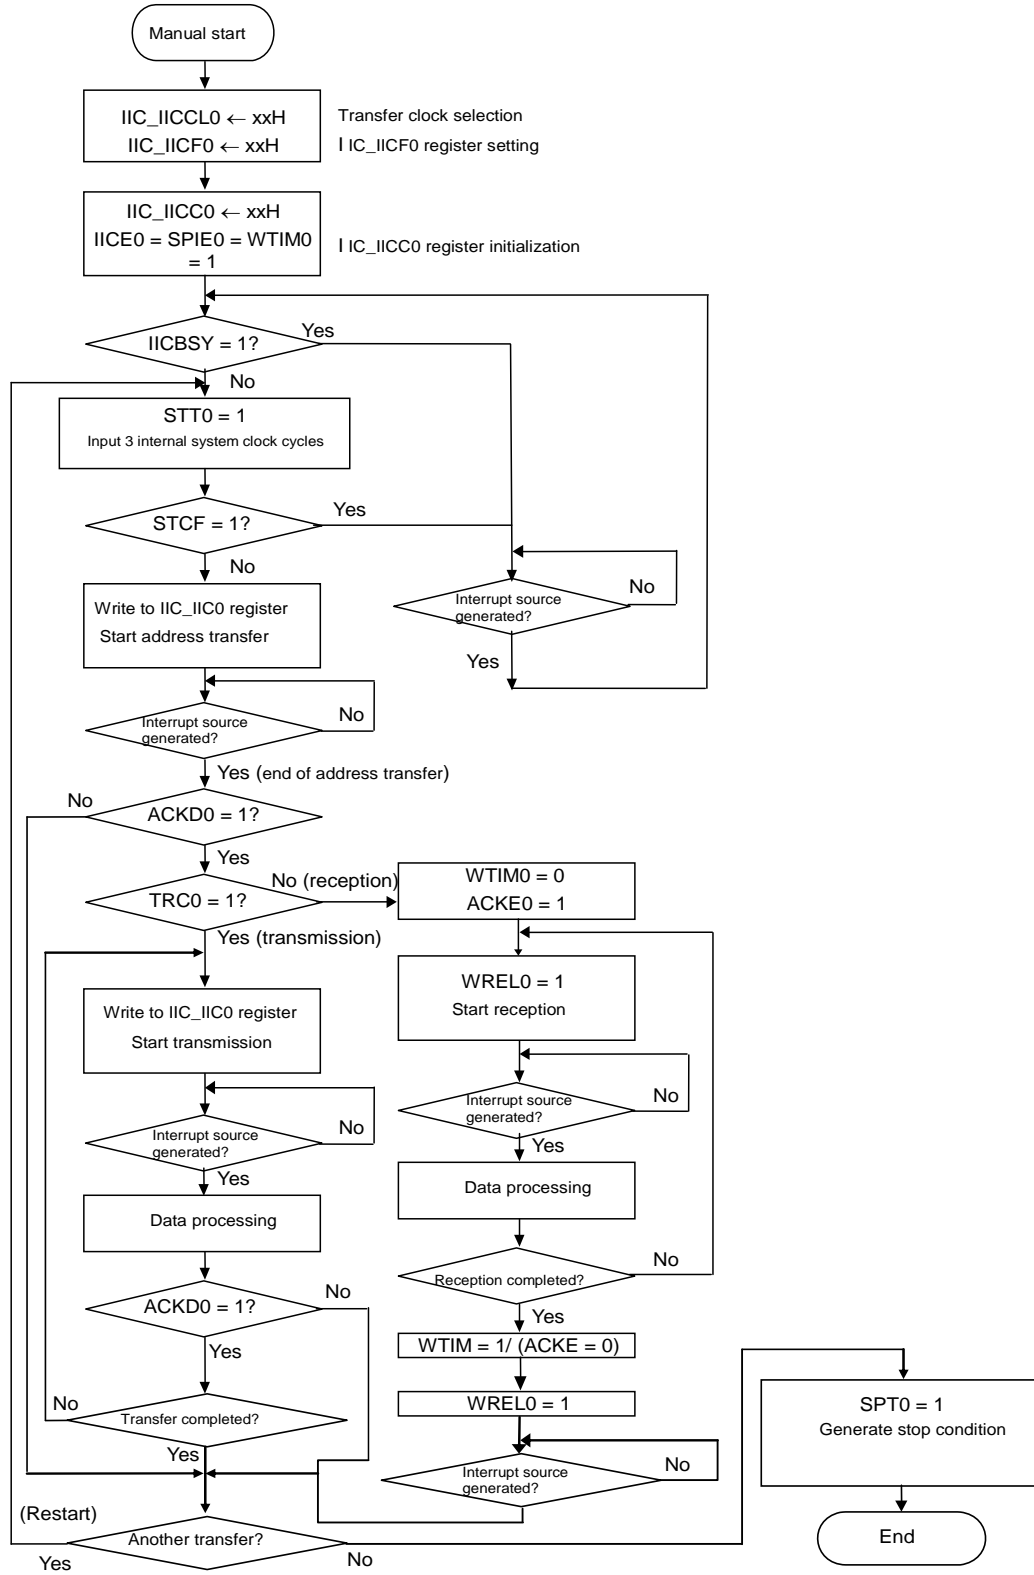 Manual start
IIC_IICCL0 ← xxH
Transfer clock selection
IIC_IICF0 ← xxH
I IC_IICF0 register setting
IIC_IICC0 ← xxH
IICE0 = SPIE0 = WTIM0
= 1
I IC_IICC0 register initialization
IICBSY = 1?
Yes
No
STT0 = 1
Input 3 internal system clock cycles
STCF = 1?
Yes
No
Write to IIC_IIC0 register
Start address transfer
Interrupt source
generated?
No
Yes
Interrupt source
generated?
No
Yes (end of address transfer)
No
ACKD0 = 1?
Yes
TRC0 = 1?
No (reception)
Yes (transmission)
WTIM0 = 0
ACKE0 = 1
WREL0 = 1
Start reception
Write to IIC_IIC0 register
Start transmission
Interrupt source
generated?
No
Yes
Interrupt source
generated?
No
Yes
Data processing
Data processing
Reception completed?
No
Yes
ACKD0 = 1?
No
Yes
WTIM = 1/ (ACKE = 0)
WREL0 = 1
Transfer completed?
No
Yes
Interrupt source
generated?
No
SPT0 = 1
Generate stop condition
End
(Restart)
Another transfer?
Yes
No